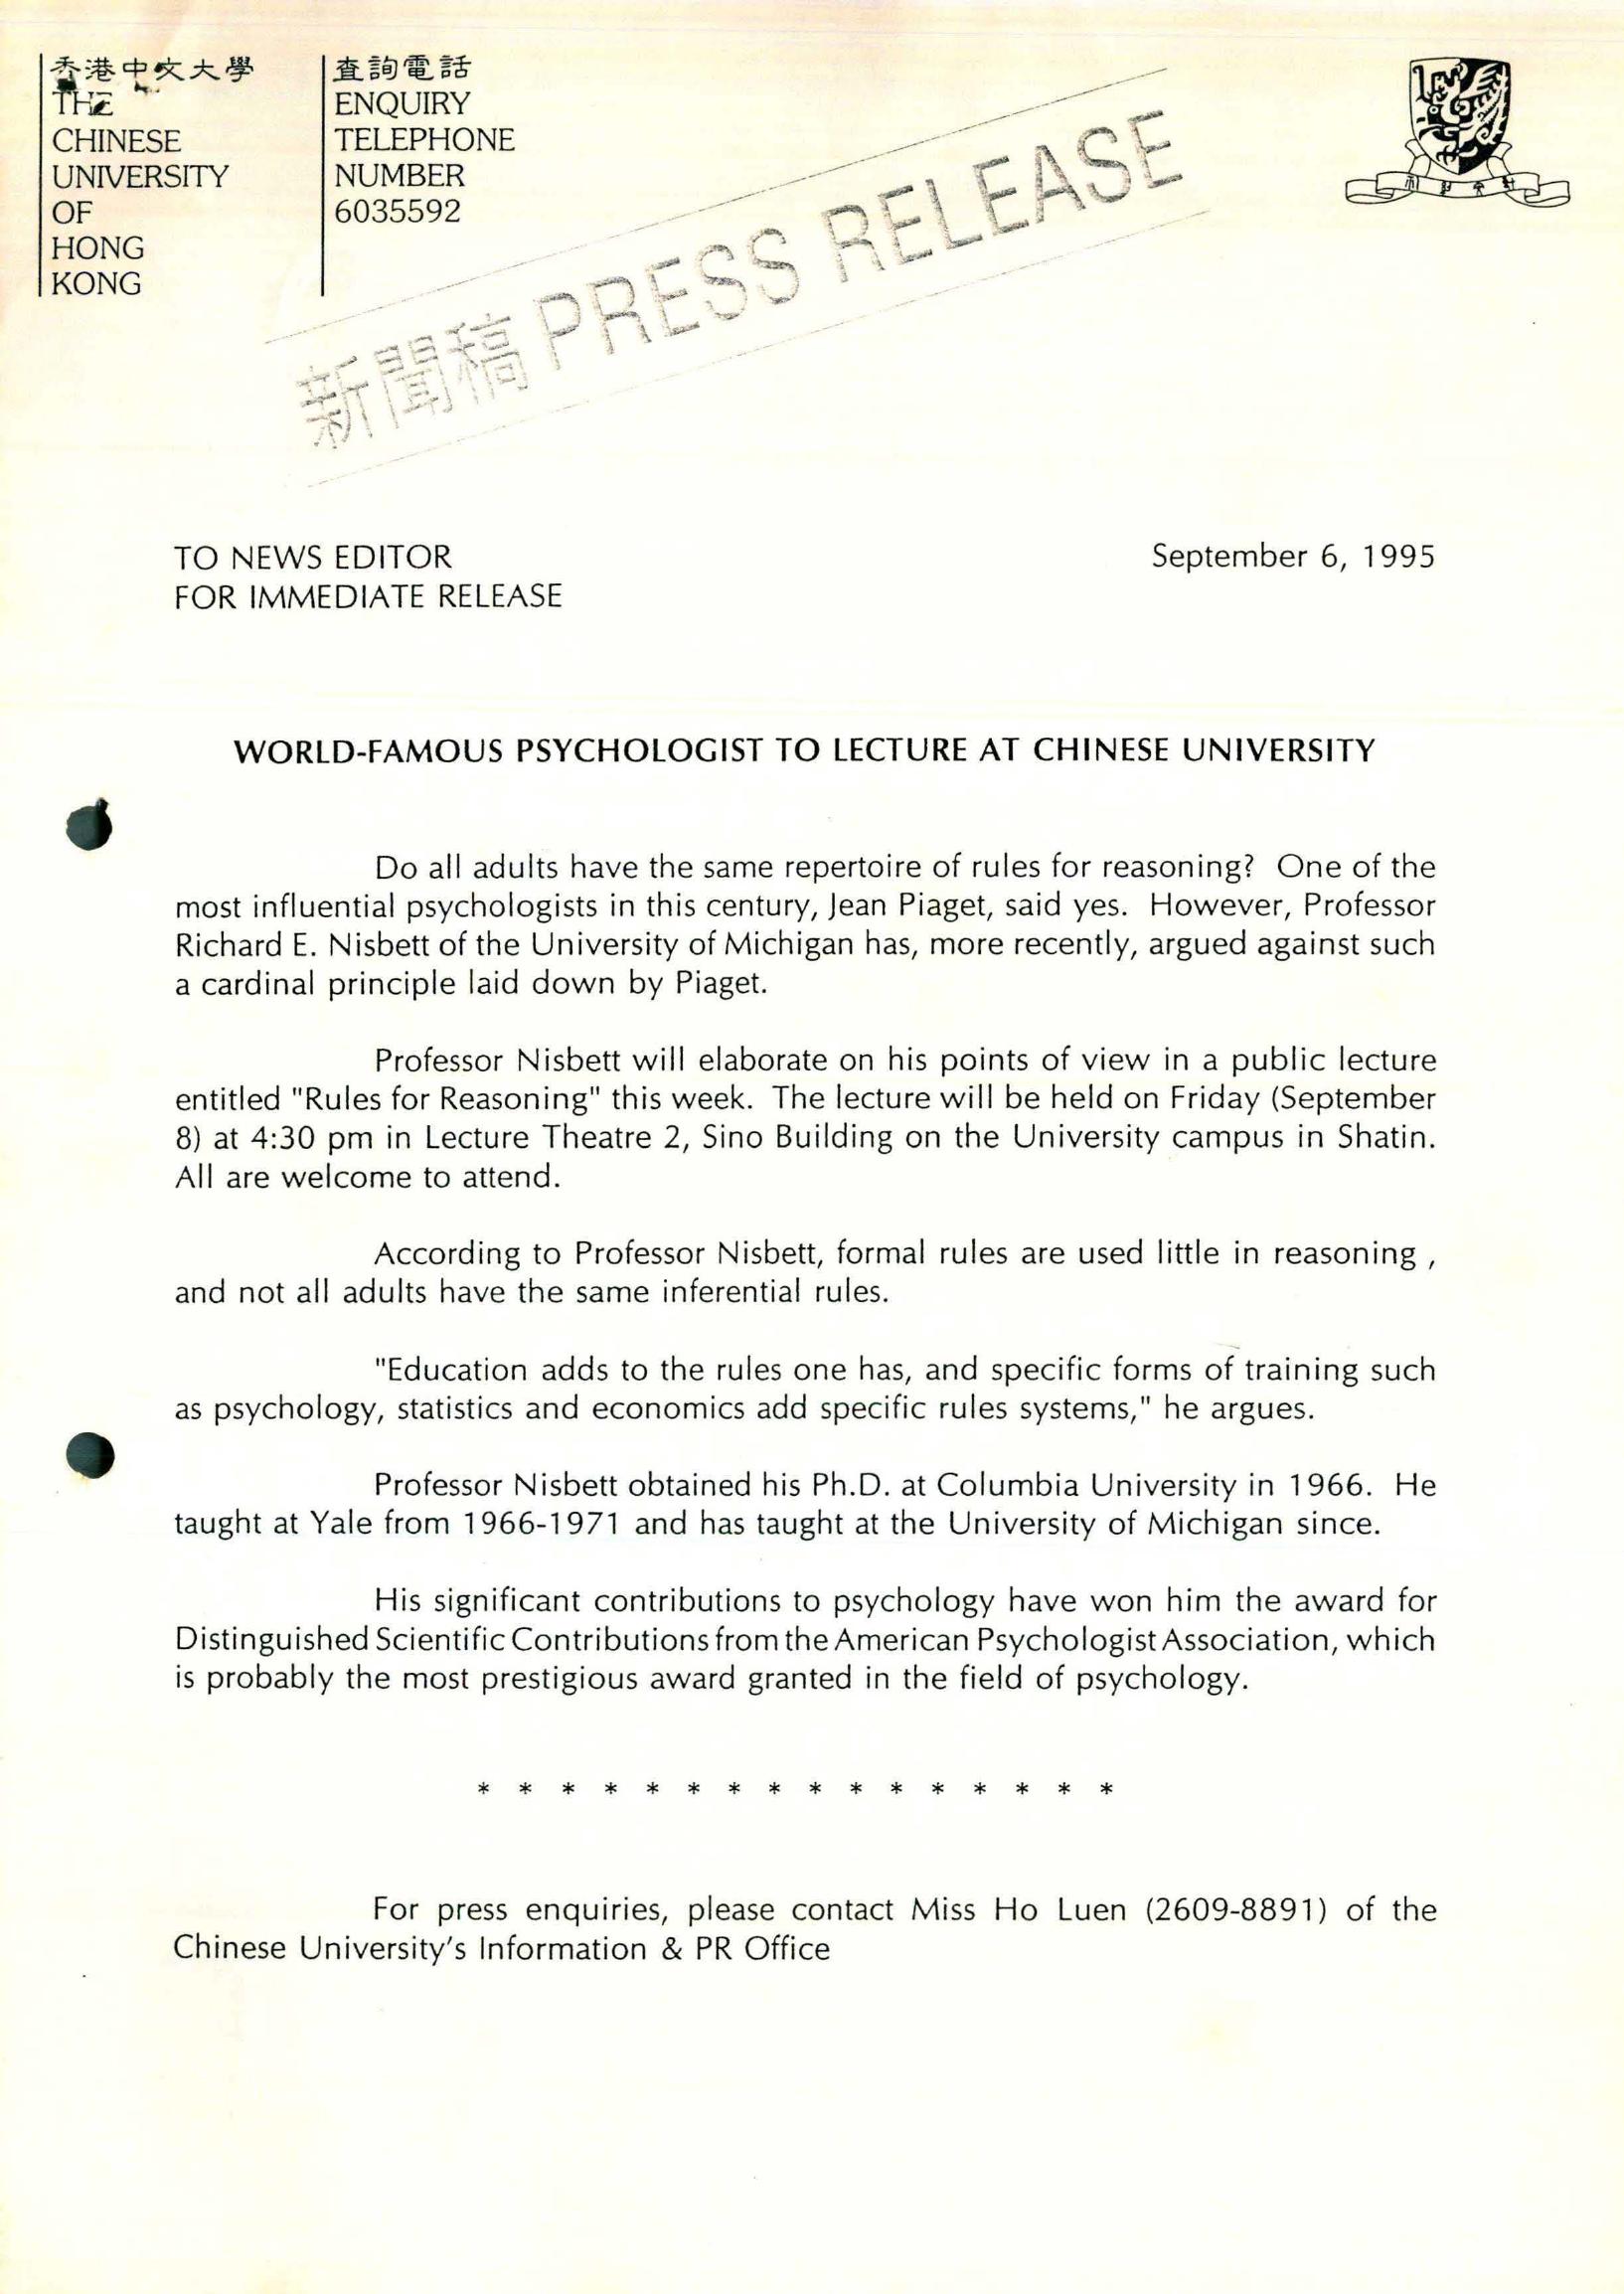 香港中文大學
THE
CHINESE
UNIVERSITY
OF
HONG
KONG
查詢電話
ENQUIRY
TELEPHONE
NUMBER
6035592
新聞稿 PRESS RELEASE
TO NEWS EDITOR
September 6, 1995
FOR IMMEDIATE RELEASE
WORLD-FAMOUS PSYCHOLOGIST TO LECTURE AT CHINESE UNIVERSITY
Do all adults have the same repertoire of rules for reasoning? One of the
most influential psychologists in this century, Jean Piaget, said yes. However, Professor
Richard E. Nisbett of the University of Michigan has, more recently, argued against such
a cardinal principle laid down by Piaget.
Professor Nisbett will elaborate on his points of view in a public lecture
entitled "Rules for Reasoning" this week. The lecture will be held on Friday (September
8) at 4:30 pm in Lecture Theatre 2, Sino Building on the University campus in Shatin.
All are welcome to attend.
According to Professor Nisbett, formal rules are used little in reasoning ,
and not all adults have the same inferential rules.
"Education adds to the rules one has, and specific forms of training such
as psychology, statistics and economics add specific rules systems," he argues.
Professor Nisbett obtained his Ph.D. at Columbia University in 1966. He
taught at Yale from 1966-1971 and has taught at the University of Michigan since.
His significant contributions to psychology have won him the award for
Distinguished Scientific Contributions from the American Psychologist Association, which
is probably the most prestigious award granted in the field of psychology.
* * * * * * * * * * * * * * * *
For press enquiries, please contact Miss Ho Luen (2609-8891) of the
Chinese University's Information & PR Office